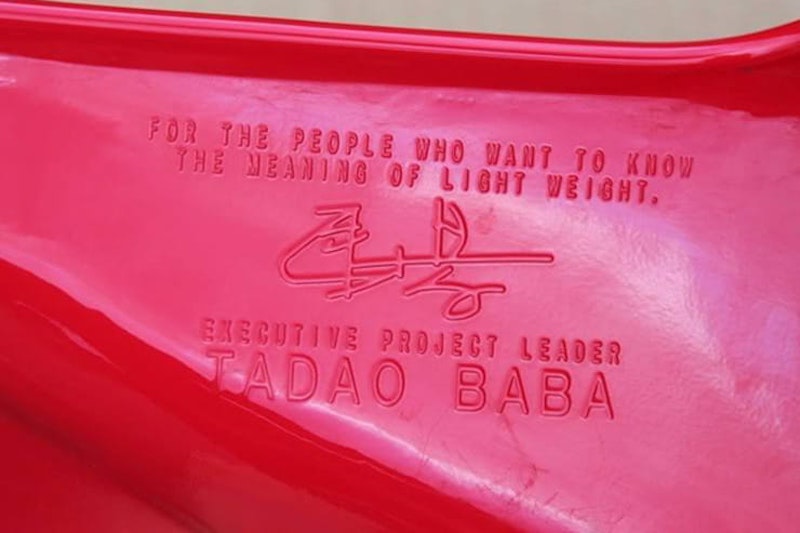 FOR THE PEOPLE WHO WANT TO KNOW
THE MEANING OF LIGHT WEIGHT.
EXECUTIVE PROJECT LEADER
TADAO BABA